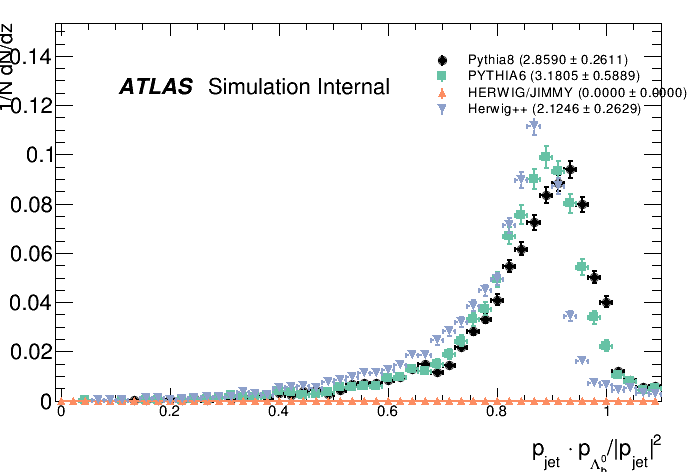 1/N dN/dz
0.14
0.12
0.1
0.08
0.06
0.04
0.02
0
ATLAS Simulation Internal
Pythia8 (2.8590 ± 0.2611)
PYTHIA6 (3.1805 ± 0.5889)
HERWIG/JIMMY (0.0000 ± 0.0000)
Herwig++ (2.1246 ± 0.2629)
0 0.2 0.4 0.6 0.8 1
p_jet · p_Λ_b^0/|p_jet|^2